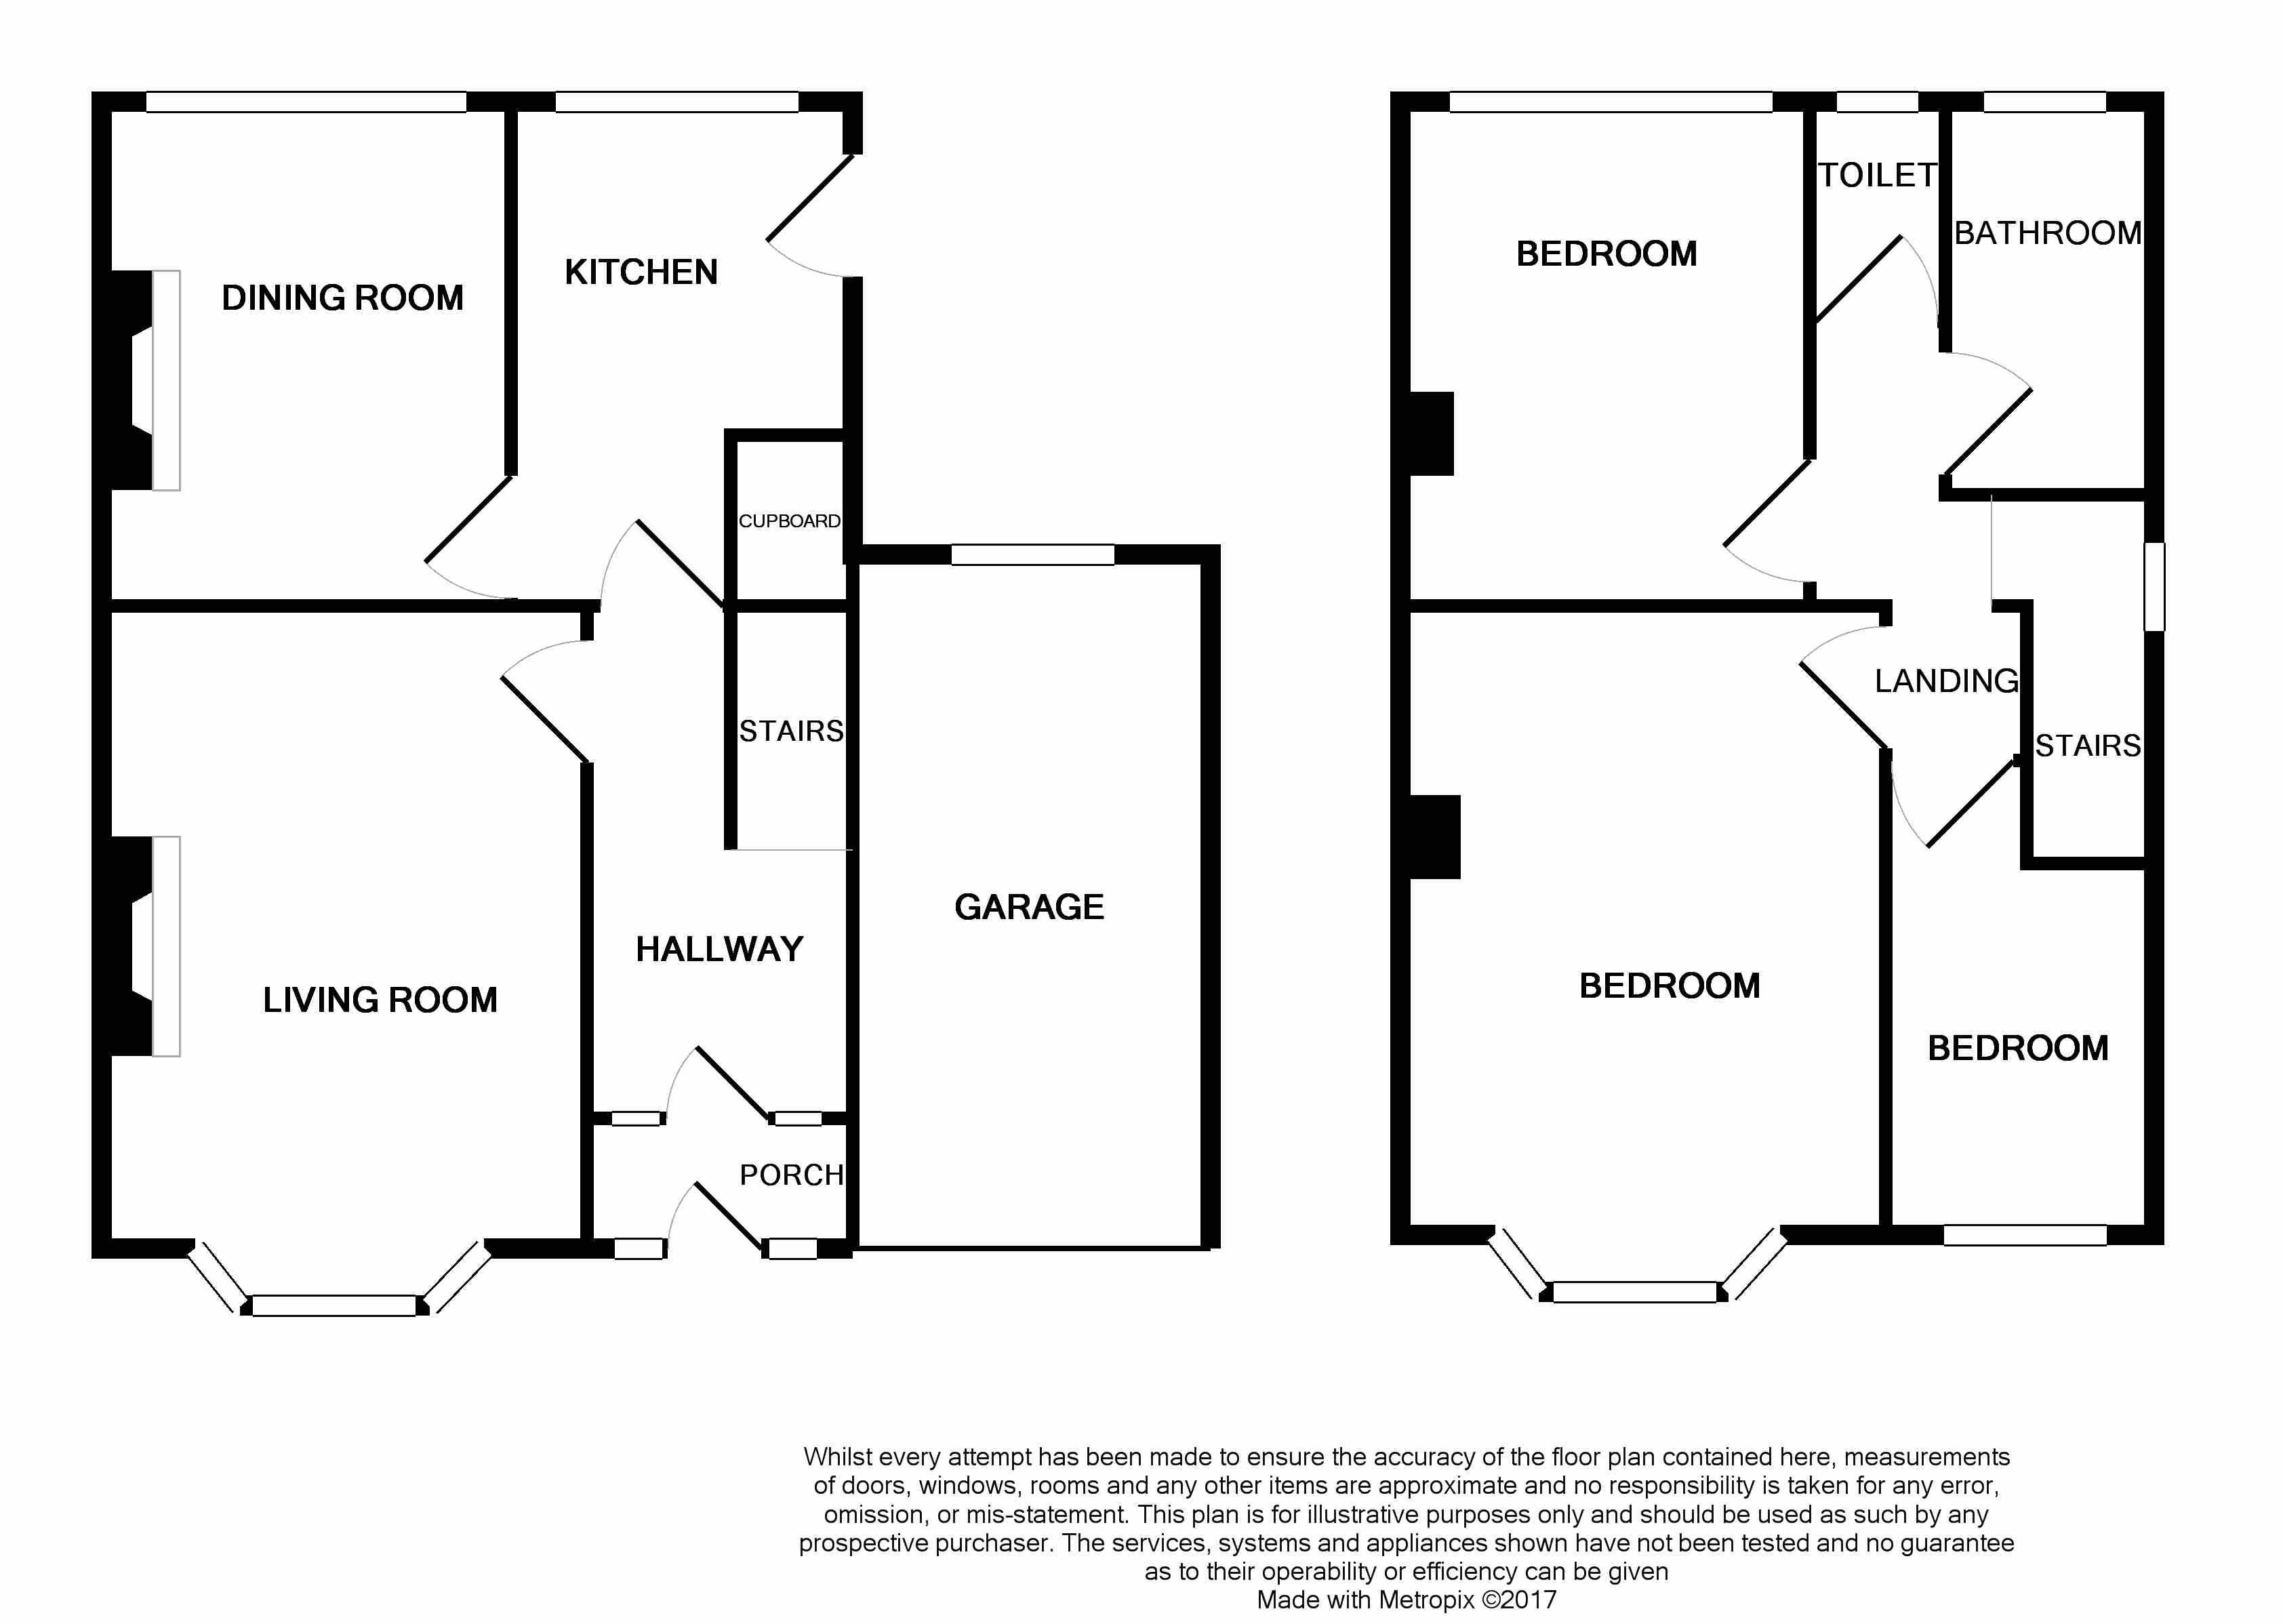 DINING ROOM
KITCHEN
CUPBOARD
STAIRS
LIVING ROOM
HALLWAY
PORCH
GARAGE
BEDROOM
TOILET
BATHROOM
LANDING
STAIRS
BEDROOM
BEDROOM
Whilst every attempt has been made to ensure the accuracy of the floor plan contained here, measurements
of doors, windows, rooms and any other items are approximate and no responsibility is taken for any error,
omission, or mis-statement. This plan is for illustrative purposes only and should be used as such by any
prospective purchaser. The services, systems and appliances shown have not been tested and no guarantee
as to their operability or efficiency can be given
Made with Metropix ©2017